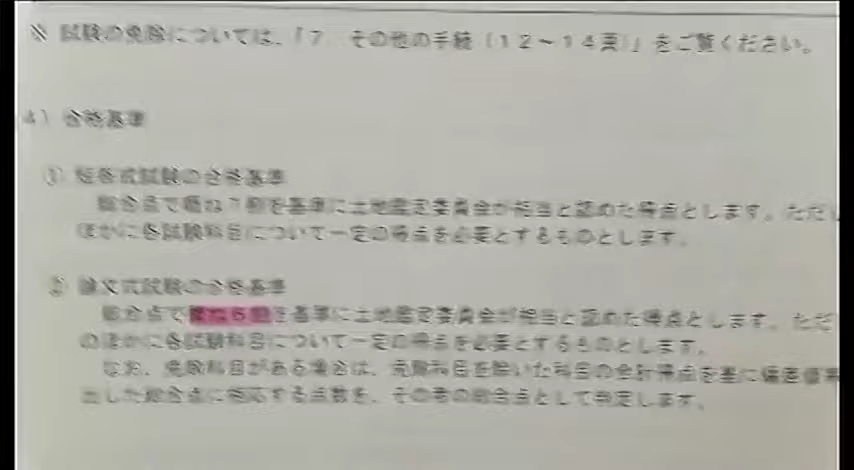 ※ 試験の免除については、「7 その他の手続(12~14頁)」をご覧ください。
4) 合格基準
① 短答式試験の合格基準
総合点で概ね7割を基準に土地鑑定委員会が相当と認めた得点とします。ただし
ほかに各試験科目について一定の得点を必要とするものとします。
② 論文式試験の合格基準
総合点で概ね6割を基準に土地鑑定委員会が相当と認めた得点とします。ただ
のほかに各試験科目について一定の得点を必要とするものとします。
なお、免除科目がある場合は、免除科目を除いた科目の合計得点を基に偏差値
出した総合点に相応する点数を、その者の総合点として判定します。